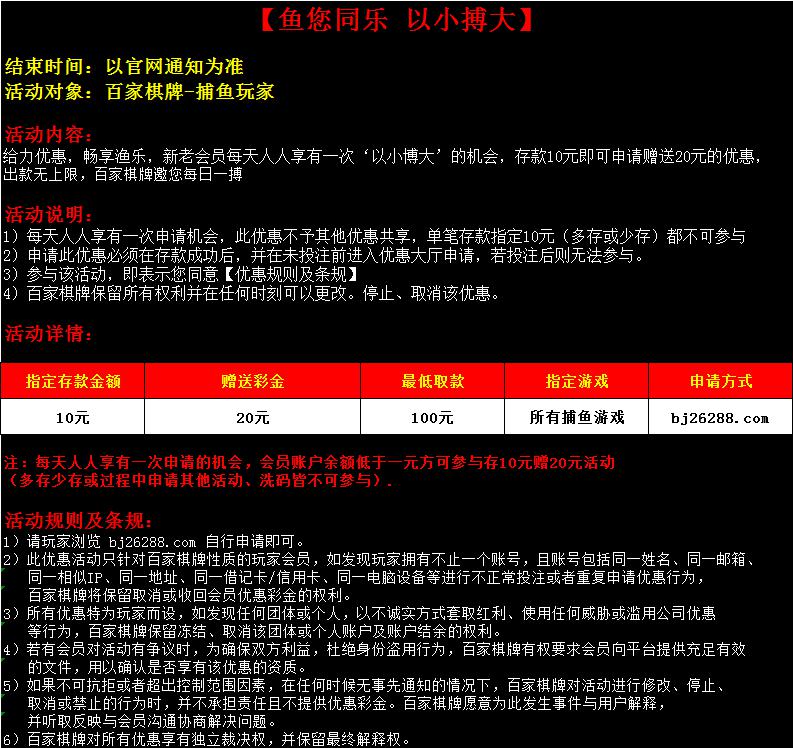 【鱼您同乐 以小搏大】
结束时间：以官网通知为准
活动对象：百家棋牌-捕鱼玩家
活动内容：
给力优惠，畅享渔乐，新老会员每天人人享有一次‘以小博大’的机会，存款10元即可申请赠送20元的优惠，
出款无上限，百家棋牌邀您每日一搏
活动说明：
1）每天人人享有一次申请机会，此优惠不予其他优惠共享，单笔存款指定10元（多存或少存）都不可参与
2）申请此优惠必须在存款成功后，并在未投注前进入优惠大厅申请，若投注后则无法参与。
3）参与该活动，即表示您同意【优惠规则及条规】
4）百家棋牌保留所有权利并在任何时刻可以更改。停止、取消该优惠。
活动详情：
指定存款金额 赠送彩金 最低取款 指定游戏 申请方式
10元 20元 100元 所有捕鱼游戏 bj26288.com
注：每天人人享有一次申请的机会，会员账户余额低于一元方可参与存10元赠20元活动
（多存少存或过程中申请其他活动、洗码皆不可参与）.
活动规则及条规：
1）请玩家浏览 bj26288.com 自行申请即可。
2）此优惠活动只针对百家棋牌性质的玩家会员，如发现玩家拥有不止一个账号，且账号包括同一姓名、同一邮箱、
同一相似IP、同一地址、同一借记卡/信用卡、同一电脑设备等进行不正常投注或者重复申请优惠行为，
百家棋牌将保留取消或收回会员优惠彩金的权利。
3）所有优惠特为玩家而设，如发现任何团体或个人，以不诚实方式套取红利、使用任何威胁或滥用公司优惠
等行为，百家棋牌保留冻结、取消该团体或个人账户及账户结余的权利。
4）若有会员对活动有争议时，为确保双方利益，杜绝身份盗用行为，百家棋牌有权要求会员向平台提供充足有效
的文件，用以确认是否享有该优惠的资质。
5）如果不可抗拒或者超出控制范围因素，在任何时候无事先通知的情况下，百家棋牌对活动进行修改、停止、
取消或禁止的行为时，并不承担责任且不提供优惠彩金。百家棋牌愿意为此发生事件与用户解释，
并听取反映与会员沟通协商解决问题。
6）百家棋牌对所有优惠享有独立裁决权，并保留最终解释权。